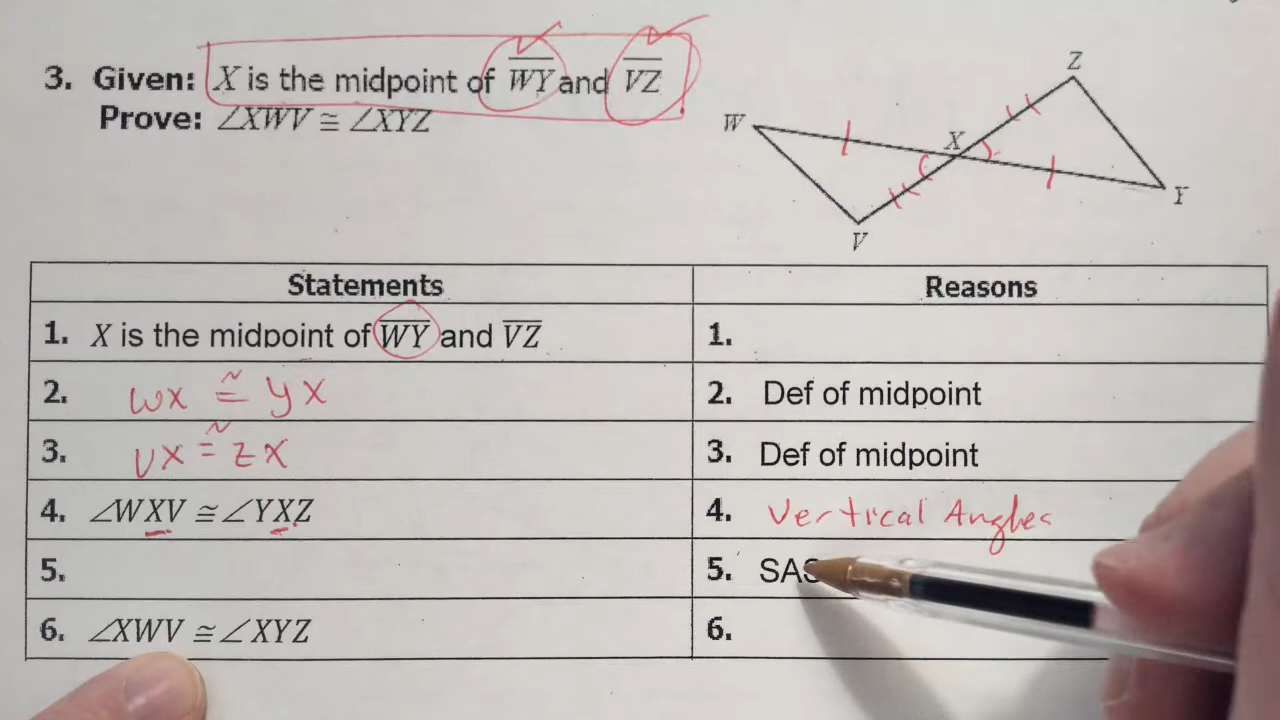 3. Given: X is the midpoint of WY and VZ
Prove: ∠XWV ≅ ∠XYZ
Z
W
X
Y
V
Statements
Reasons
1. X is the midpoint of WY and VZ
1.
2. wx ≅ yx
2. Def of midpoint
3. vx ≅ zx
3. Def of midpoint
4. ∠WXV ≅ ∠YXZ
4. Vertical Angles
5.
5. SAS
6. ∠XWV ≅ ∠XYZ
6.